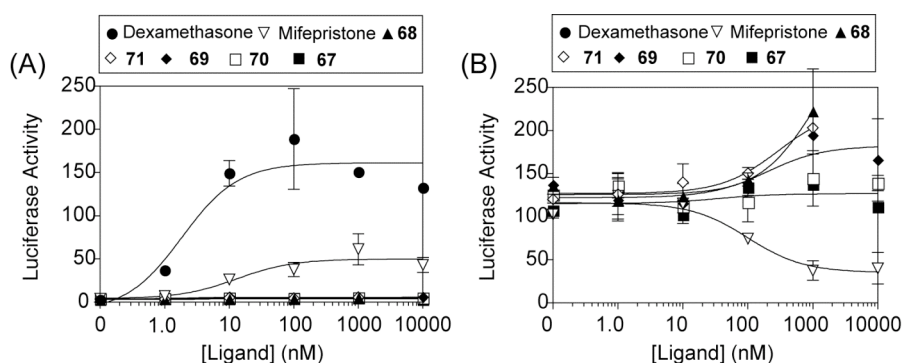 ● Dexamethasone ▽ Mifepristone ▲ 68
◇ 71 ◆ 69 □ 70 ■ 67
(A)
250
200
150
100
50
0
Luciferase Activity
0 1.0 10 100 1000 10000
[Ligand] (nM)
● Dexamethasone ▽ Mifepristone ▲ 68
◇ 71 ◆ 69 □ 70 ■ 67
(B)
250
200
150
100
50
0
Luciferase Activity
0 1.0 10 100 1000 10000
[Ligand] (nM)